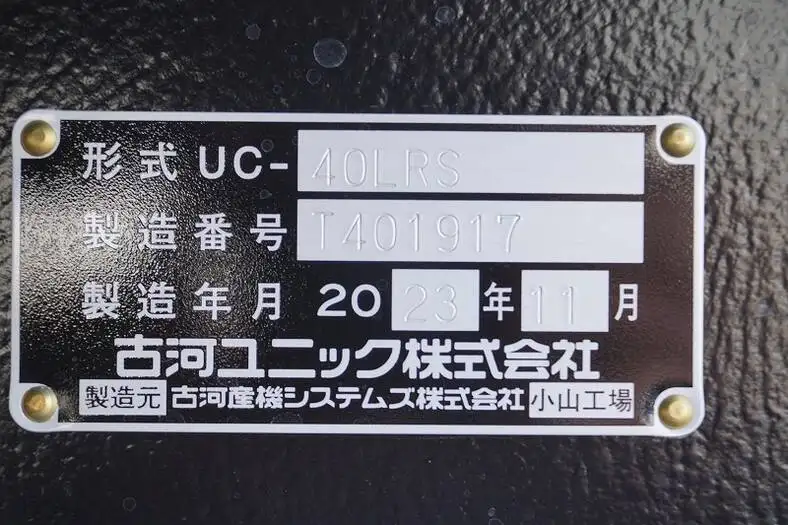 形式 UC-40LRS
製造番号 T401917
製造年月 2023年11月
古河ユニック株式会社
製造元 古河産機システムズ株式会社 小山工場